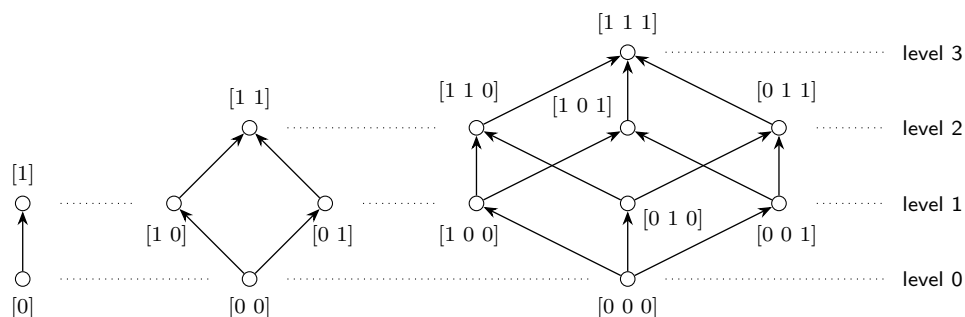 [1 1 1]
level 3
[1 1 0]
[1 0 1]
[0 1 1]
[1 1]
level 2
[1]
level 1
[1 0]
[0 1]
[1 0 0]
[0 1 0]
[0 0 1]
level 0
[0]
[0 0]
[0 0 0]